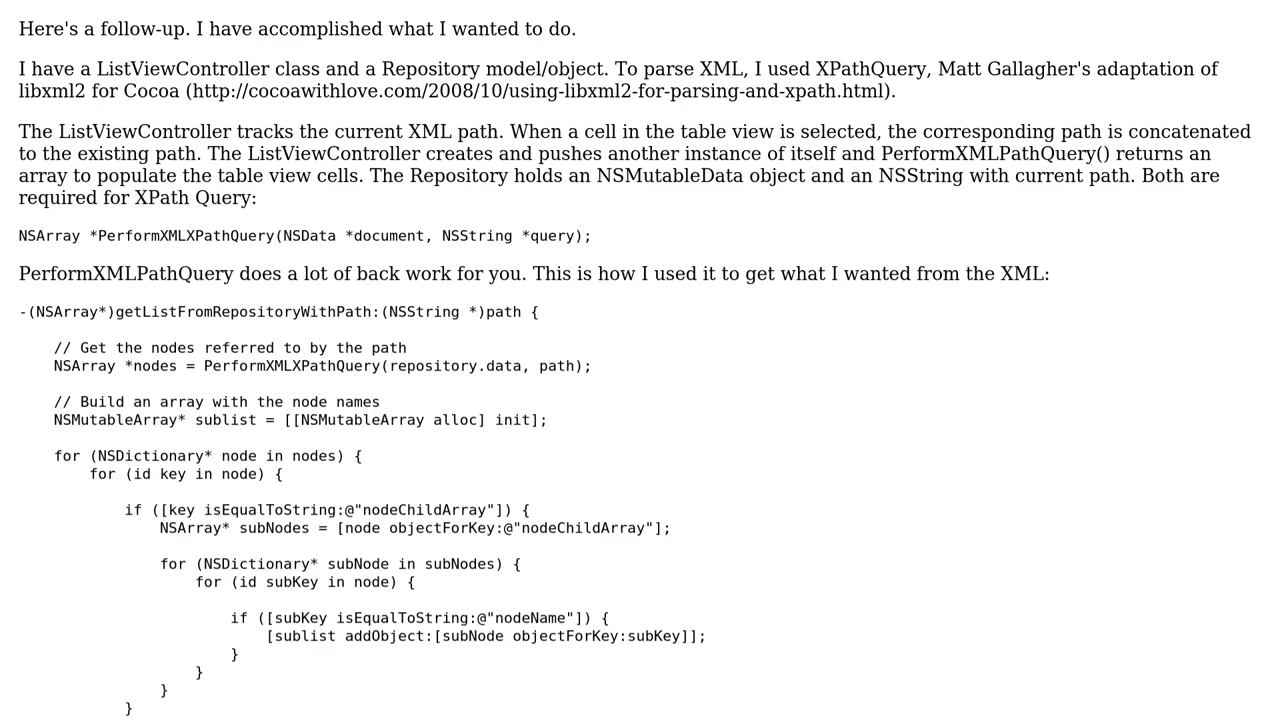 Here's a follow-up. I have accomplished what I wanted to do.
I have a ListViewController class and a Repository model/object. To parse XML, I used XPathQuery, Matt Gallagher's adaptation of
libxml2 for Cocoa (http://cocoawithlove.com/2008/10/using-libxml2-for-parsing-and-xpath.html).
The ListViewController tracks the current XML path. When a cell in the table view is selected, the corresponding path is concatenated
to the existing path. The ListViewController creates and pushes another instance of itself and PerformXMLPathQuery() returns an
array to populate the table view cells. The Repository holds an NSMutableData object and an NSString with current path. Both are
required for XPath Query:
NSArray *PerformXMLXPathQuery(NSData *document, NSString *query);
PerformXMLPathQuery does a lot of back work for you. This is how I used it to get what I wanted from the XML:
-(NSArray*)getListFromRepositoryWithPath:(NSString *)path {
    // Get the nodes referred to by the path
    NSArray *nodes = PerformXMLXPathQuery(repository.data, path);
    // Build an array with the node names
    NSMutableArray* sublist = [[NSMutableArray alloc] init];
    for (NSDictionary* node in nodes) {
        for (id key in node) {
            if ([key isEqualToString:@"nodeChildArray"]) {
                NSArray* subNodes = [node objectForKey:@"nodeChildArray"];
                for (NSDictionary* subNode in subNodes) {
                    for (id subKey in node) {
                        if ([subKey isEqualToString:@"nodeName"]) {
                            [sublist addObject:[subNode objectForKey:subKey]];
                        }
                    }
                }
            }